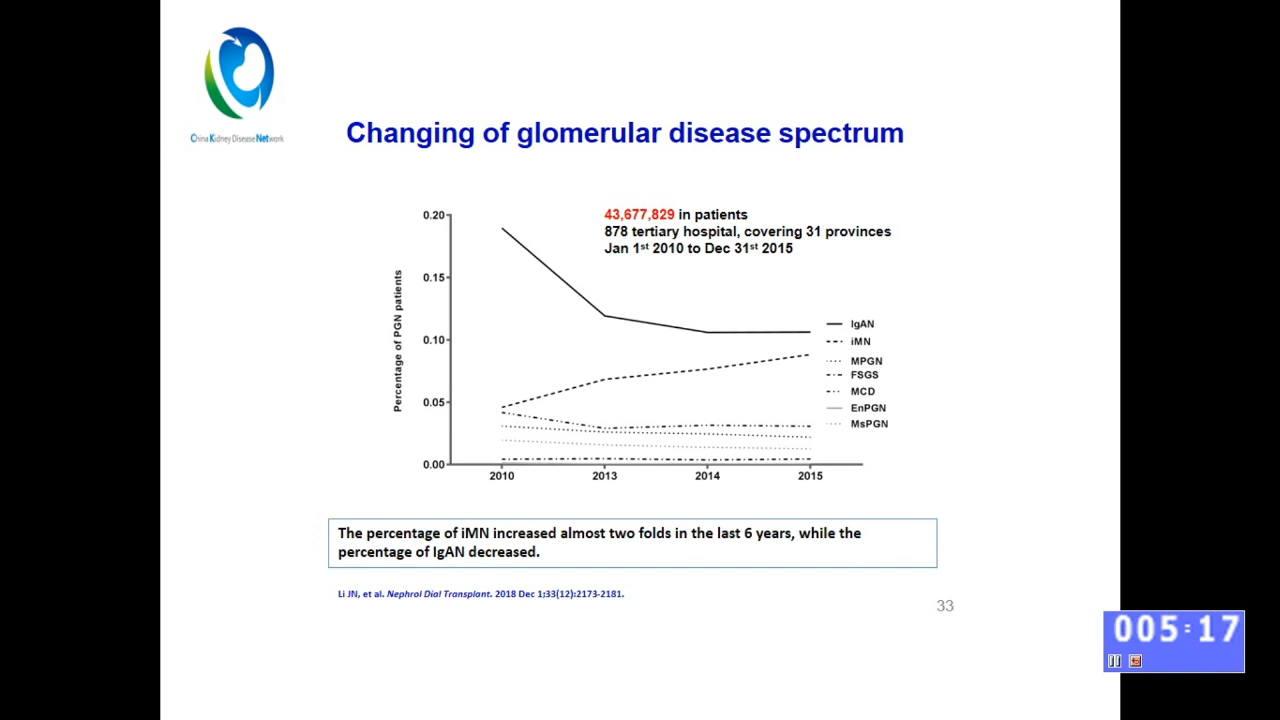 China Kidney Disease Network
Changing of glomerular disease spectrum
43,677,829 in patients
878 tertiary hospital, covering 31 provinces
Jan 1st 2010 to Dec 31st 2015
Percentage of PGN patients
0.20
0.15
0.10
0.05
0.00
2010 2013 2014 2015
IgAN
iMN
MPGN
FSGS
MCD
EnPGN
MsPGN
The percentage of iMN increased almost two folds in the last 6 years, while the
percentage of IgAN decreased.
Li JN, et al. Nephrol Dial Transplant. 2018 Dec 1;33(12):2173-2181.
33
005:17